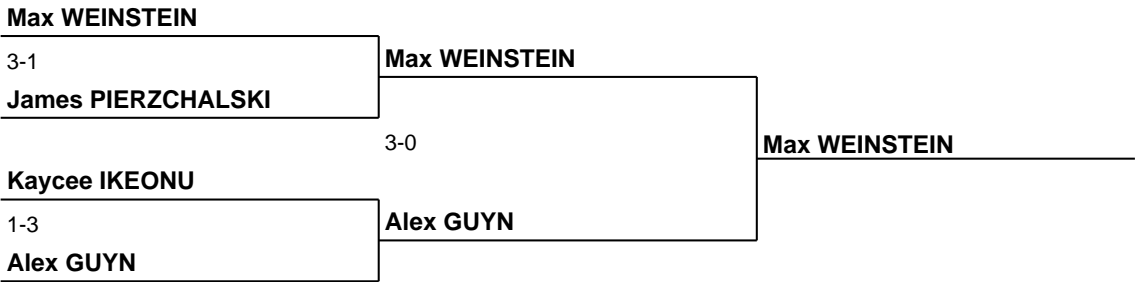 Max WEINSTEIN
3-1
Max WEINSTEIN
James PIERZCHALSKI
3-0
Max WEINSTEIN
Kaycee IKEONU
1-3
Alex GUYN
Alex GUYN